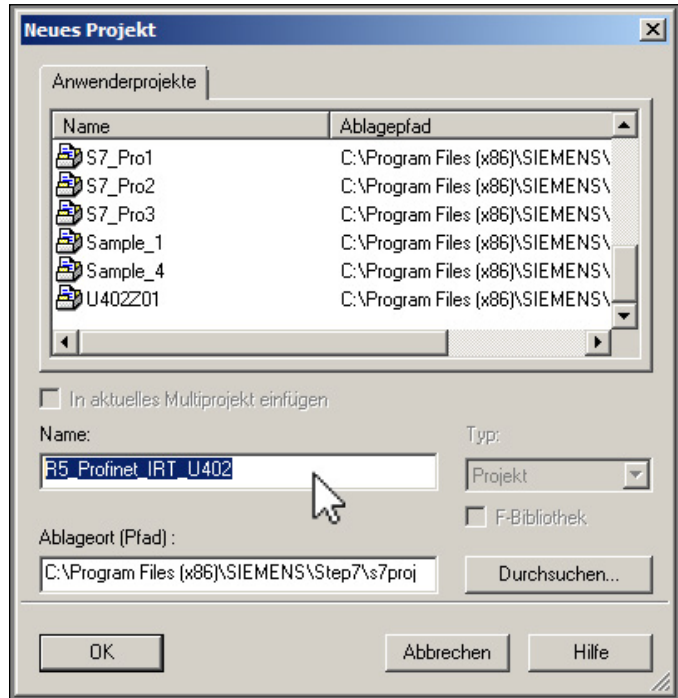 Neues Projekt
Anwenderprojekte
Name Ablagepfad
S7_Pro1 C:\Program Files (x86)\SIEMENS\
S7_Pro2 C:\Program Files (x86)\SIEMENS\
S7_Pro3 C:\Program Files (x86)\SIEMENS\
Sample_1 C:\Program Files (x86)\SIEMENS\
Sample_4 C:\Program Files (x86)\SIEMENS\
U402Z01 C:\Program Files (x86)\SIEMENS\
In aktuelles Multiprojekt einfügen
Name: Typ:
R5_Profinet_IRT_U402 Projekt
F-Bibliothek
Ablageort (Pfad) :
C:\Program Files (x86)\SIEMENS\Step7\s7proj Durchsuchen...
OK Abbrechen Hilfe